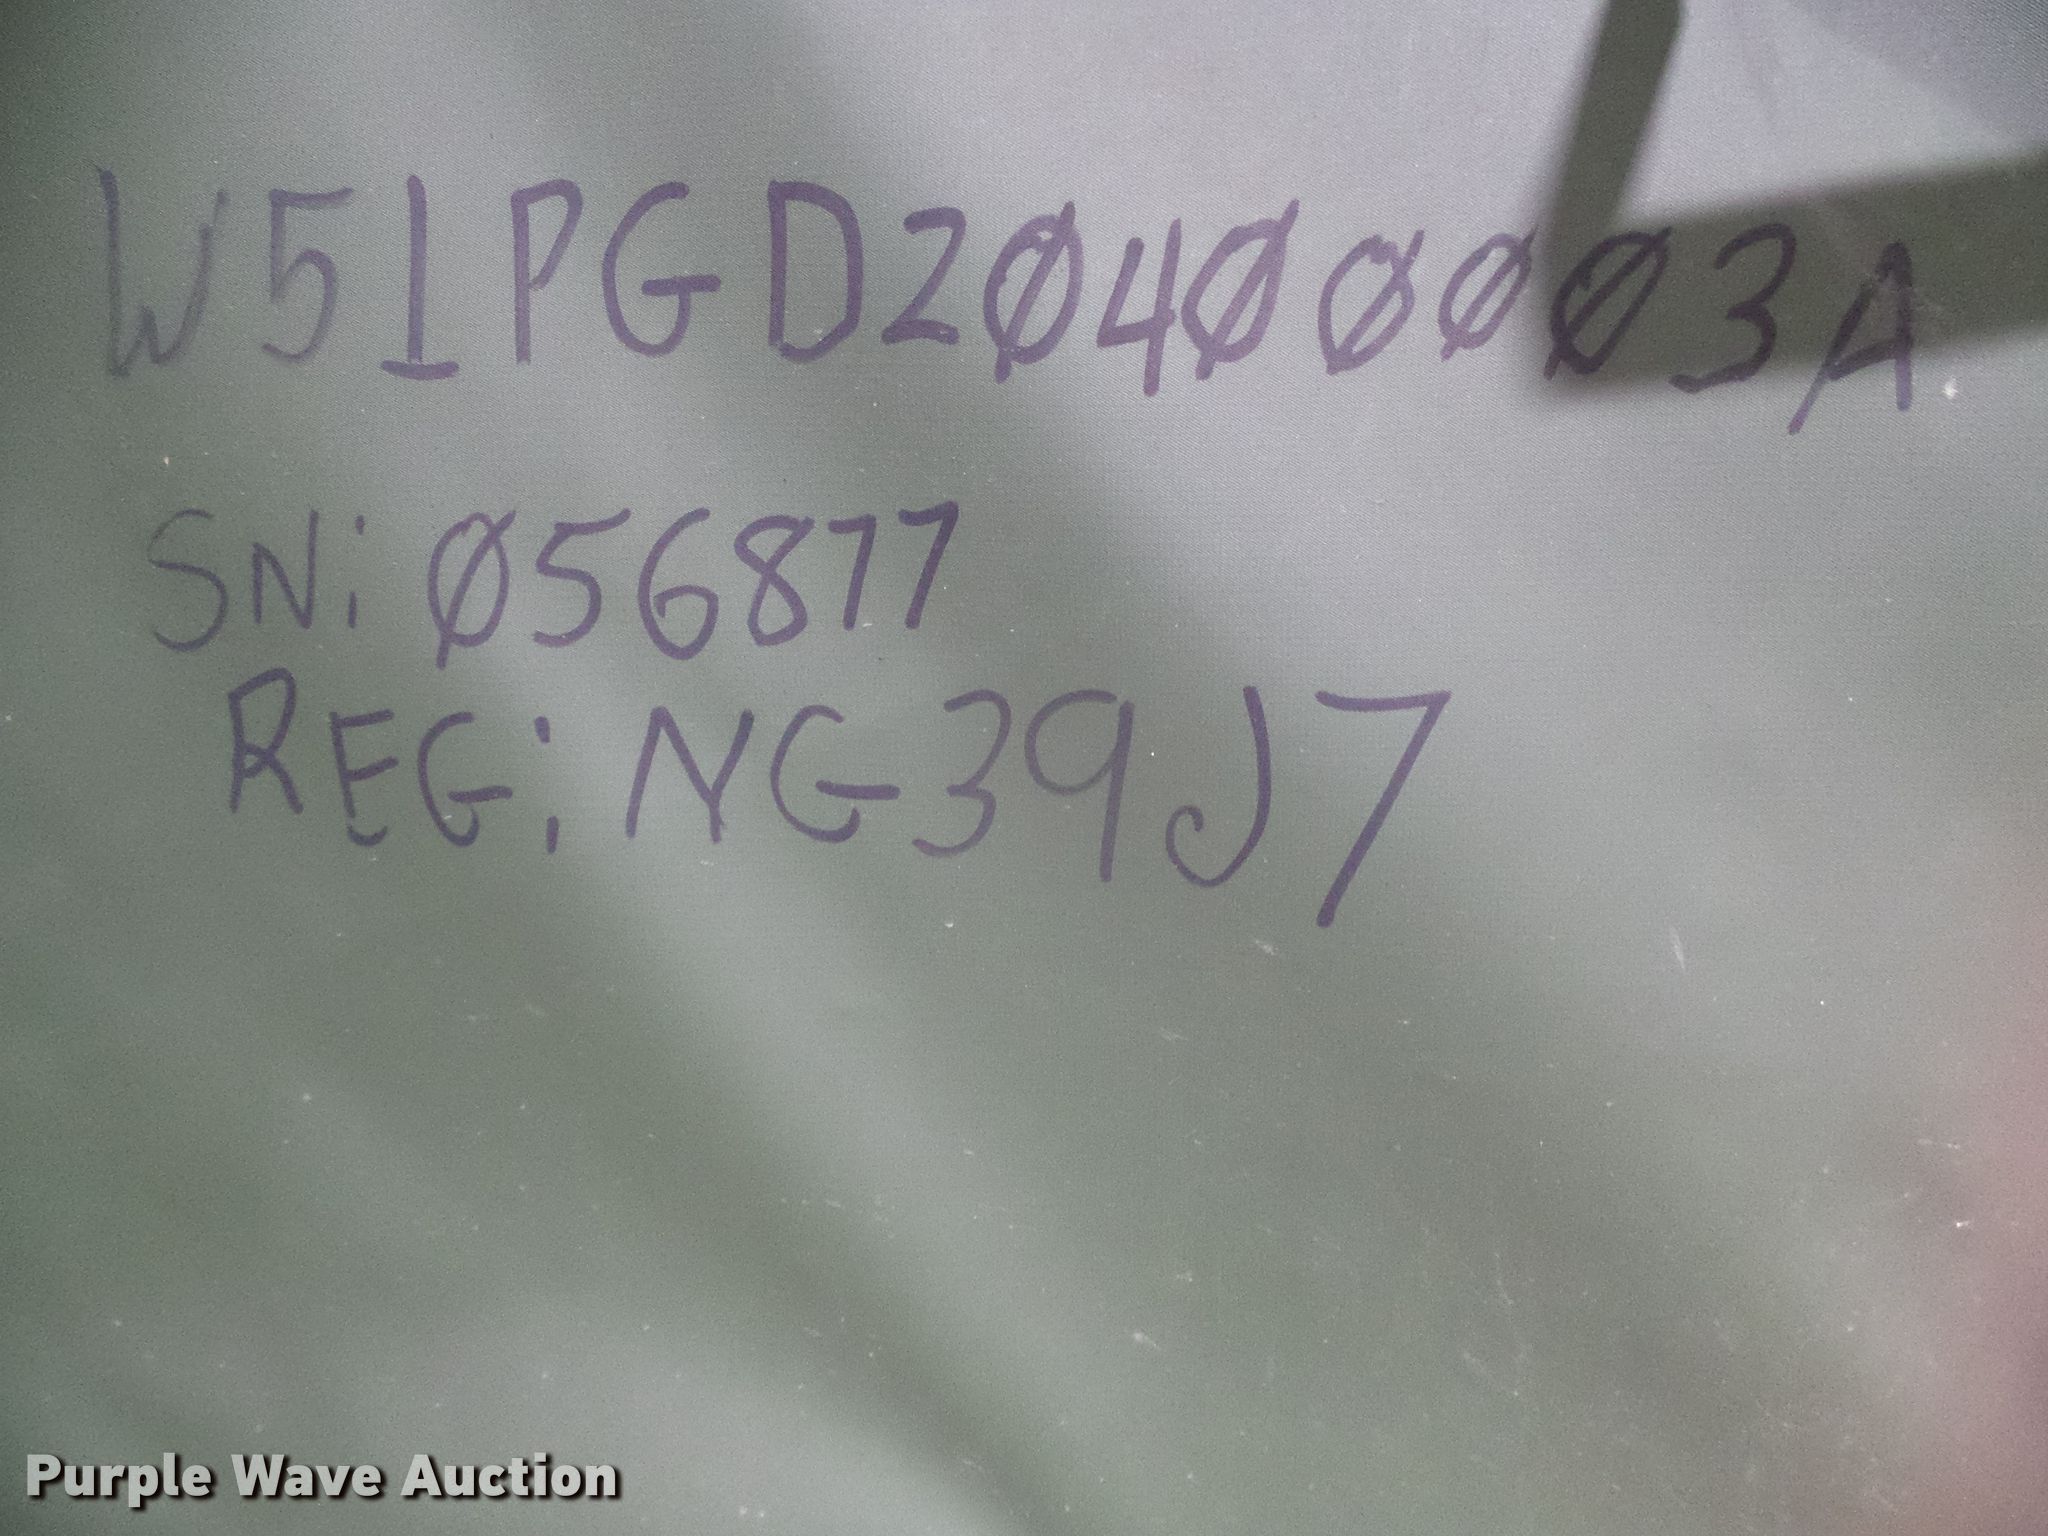 W51PGD2Ø4ØØØØ3A
SN: Ø56877
REG: NG39J7
Purple Wave Auction